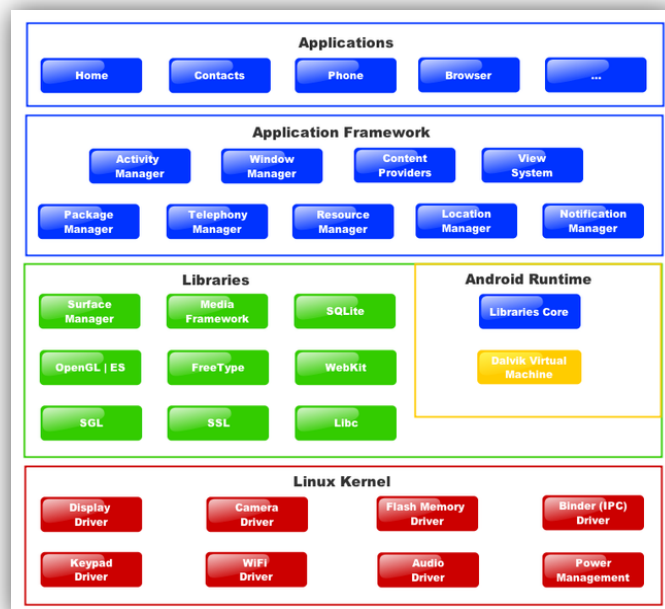 Applications
Home
Contacts
Phone
Browser
...
Application Framework
Activity
Manager
Window
Manager
Content
Providers
View
System
Package
Manager
Telephony
Manager
Resource
Manager
Location
Manager
Notification
Manager
Libraries
Surface
Manager
Media
Framework
SQLite
OpenGL | ES
FreeType
WebKit
SGL
SSL
Libc
Android Runtime
Libraries Core
Dalvik Virtual
Machine
Linux Kernel
Display
Driver
Camera
Driver
Flash Memory
Driver
Binder (IPC)
Driver
Keypad
Driver
WiFi
Driver
Audio
Driver
Power
Management